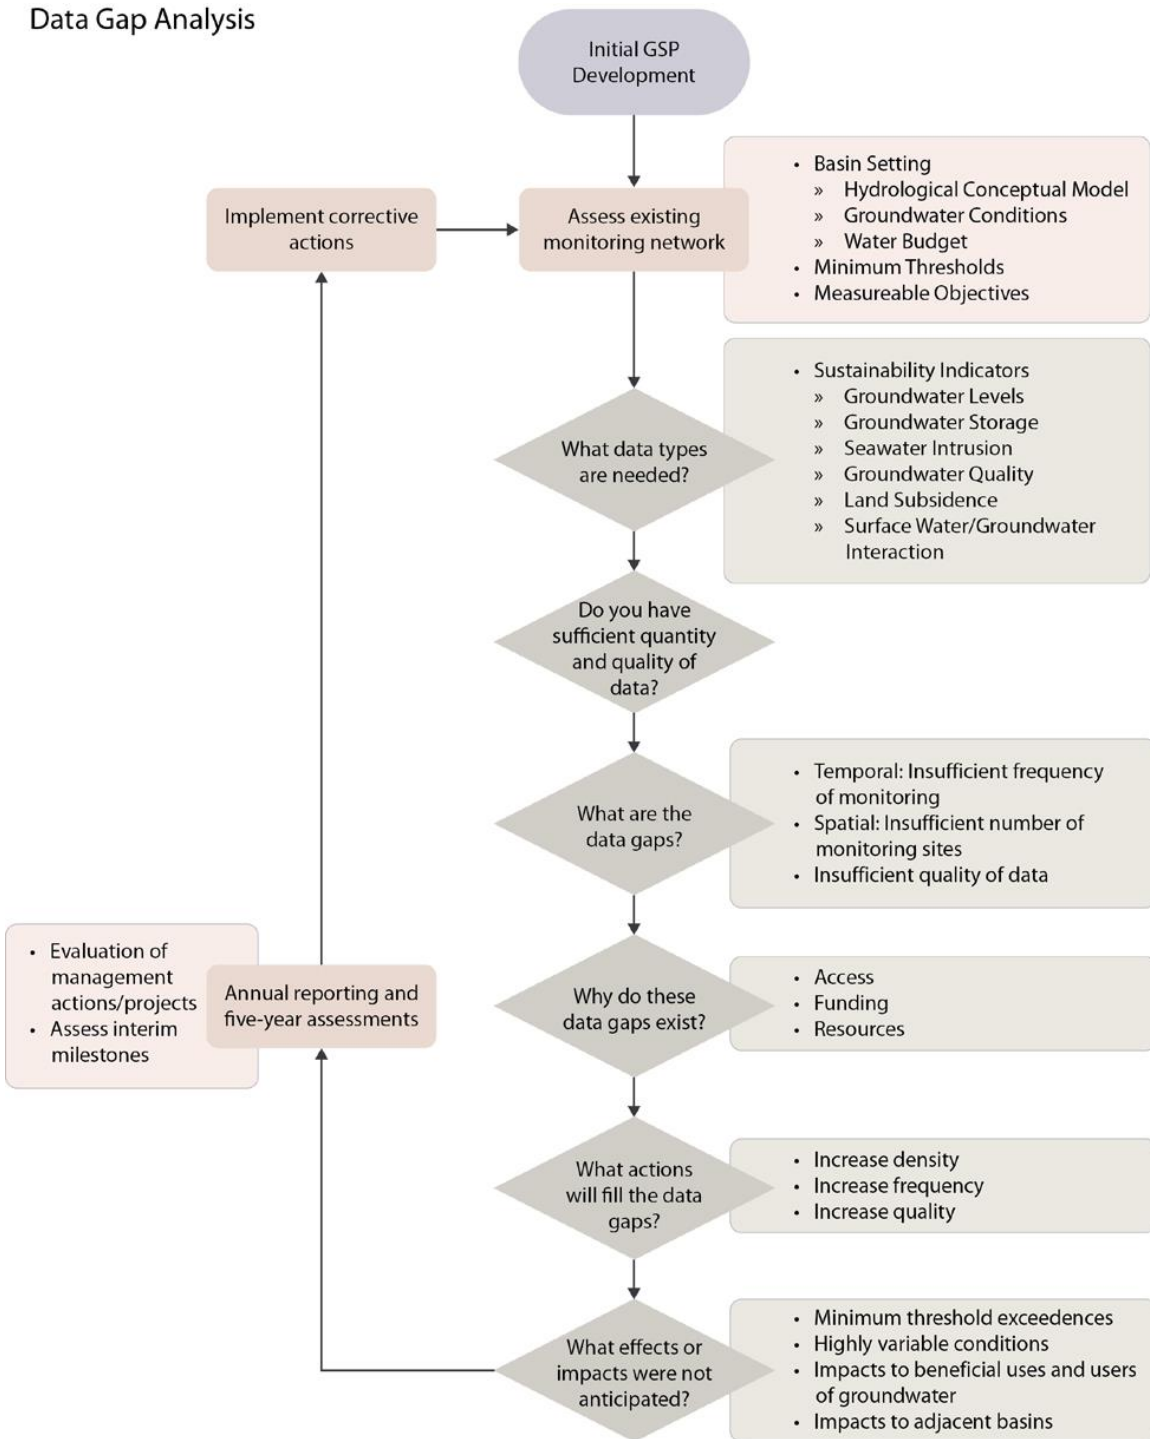 Data Gap Analysis
Initial GSP
Development
• Basin Setting
» Hydrological Conceptual Model
» Groundwater Conditions
» Water Budget
• Minimum Thresholds
• Measureable Objectives
Implement corrective
actions
Assess existing
monitoring network
• Sustainability Indicators
» Groundwater Levels
» Groundwater Storage
» Seawater Intrusion
» Groundwater Quality
» Land Subsidence
» Surface Water/Groundwater
Interaction
What data types
are needed?
Do you have
sufficient quantity
and quality of
data?
What are the
data gaps?
• Temporal: Insufficient frequency
of monitoring
• Spatial: Insufficient number of
monitoring sites
• Insufficient quality of data
• Evaluation of
management
actions/projects
• Assess interim
milestones
Annual reporting and
five-year assessments
Why do these
data gaps exist?
• Access
• Funding
• Resources
What actions
will fill the data
gaps?
• Increase density
• Increase frequency
• Increase quality
What effects or
impacts were not
anticipated?
• Minimum threshold exceedences
• Highly variable conditions
• Impacts to beneficial uses and users
of groundwater
• Impacts to adjacent basins